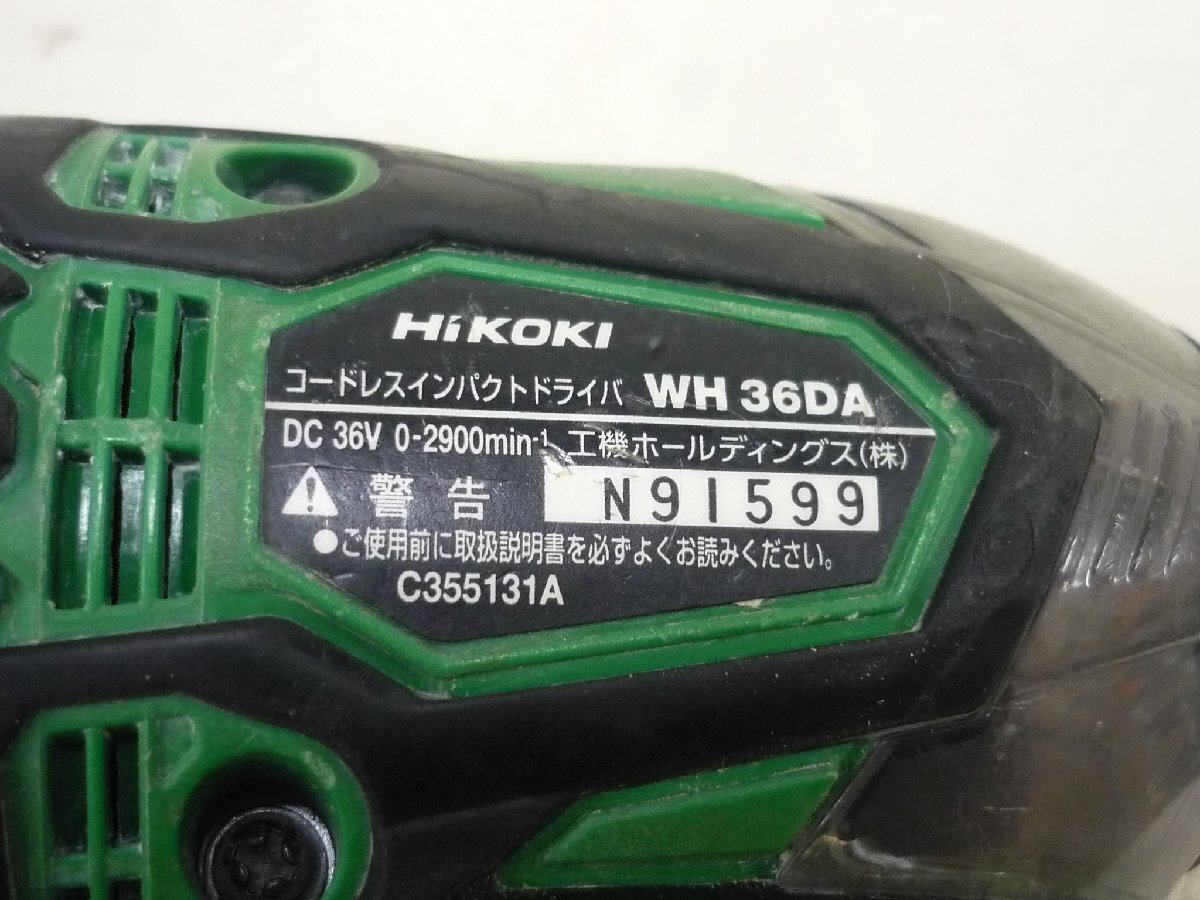 HiKOKI
コードレスインパクトドライバ WH 36DA
DC 36V 0-2900min-1 工機ホールディングス(株)
警告 N91599
●ご使用前に取扱説明書を必ずよくお読みください。
C355131A